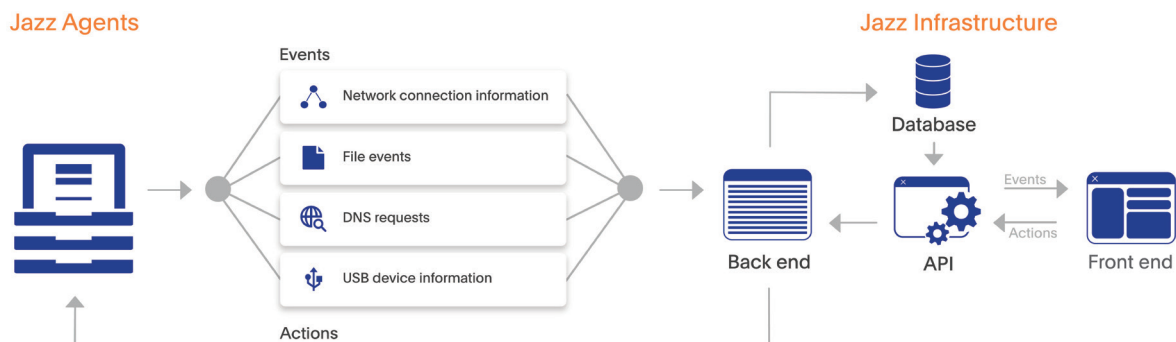 Jazz Agents
Jazz Infrastructure
Events
Network connection information
File events
DNS requests
USB device information
Actions
Database
Back end
API
Events
Actions
Front end